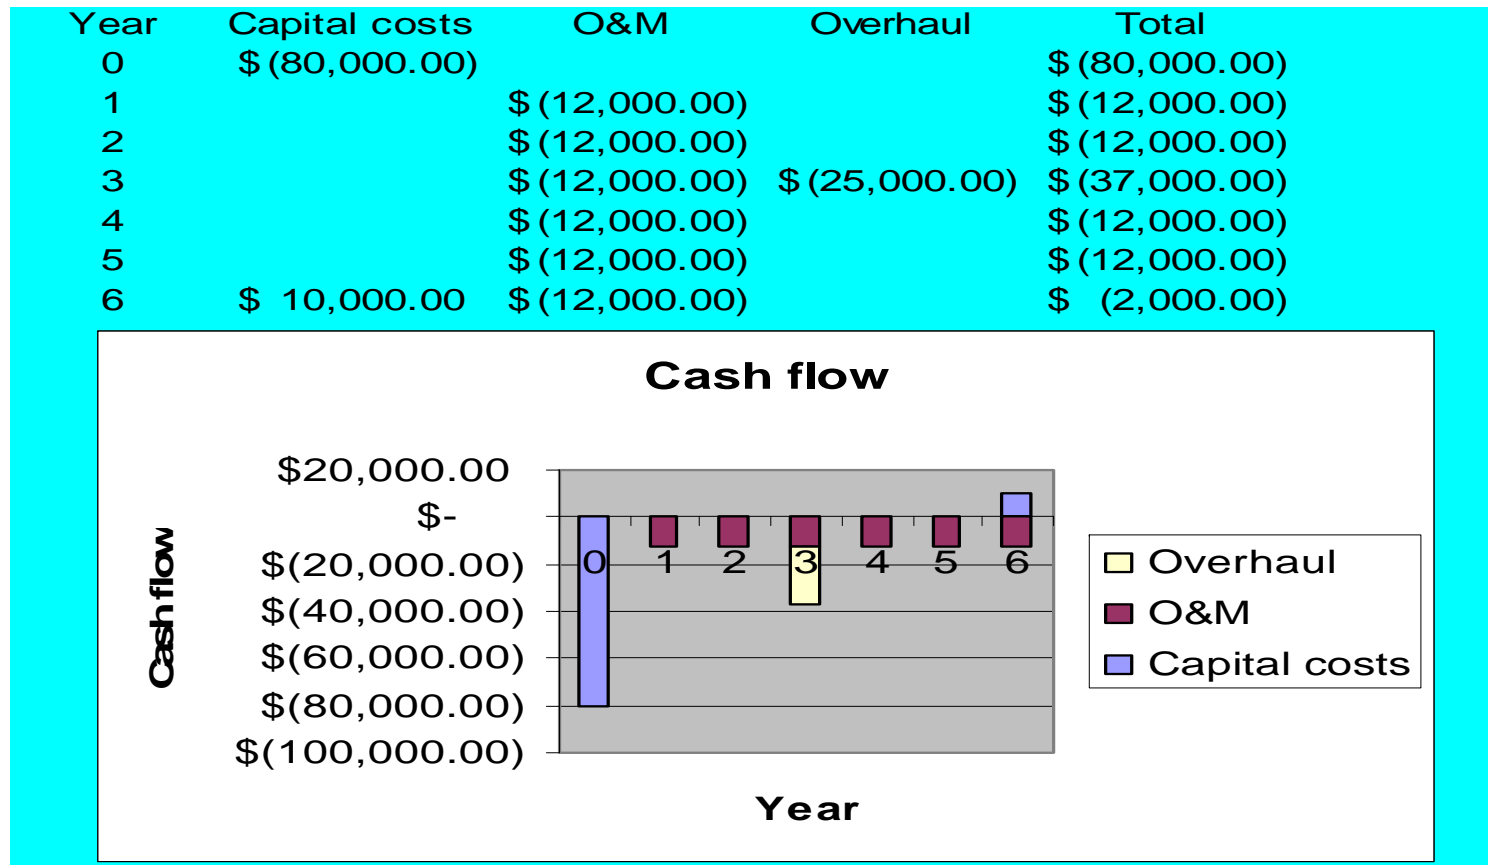 Year Capital costs O&M Overhaul Total
0 $(80,000.00) $(80,000.00)
1 $(12,000.00) $(12,000.00)
2 $(12,000.00) $(12,000.00)
3 $(12,000.00) $(25,000.00) $(37,000.00)
4 $(12,000.00) $(12,000.00)
5 $(12,000.00) $(12,000.00)
6 $ 10,000.00 $(12,000.00) $ (2,000.00)
Cash flow
$20,000.00
$-
$(20,000.00)
$(40,000.00)
$(60,000.00)
$(80,000.00)
$(100,000.00)
Cash flow
0 1 2 3 4 5 6
Year
Overhaul
O&M
Capital costs